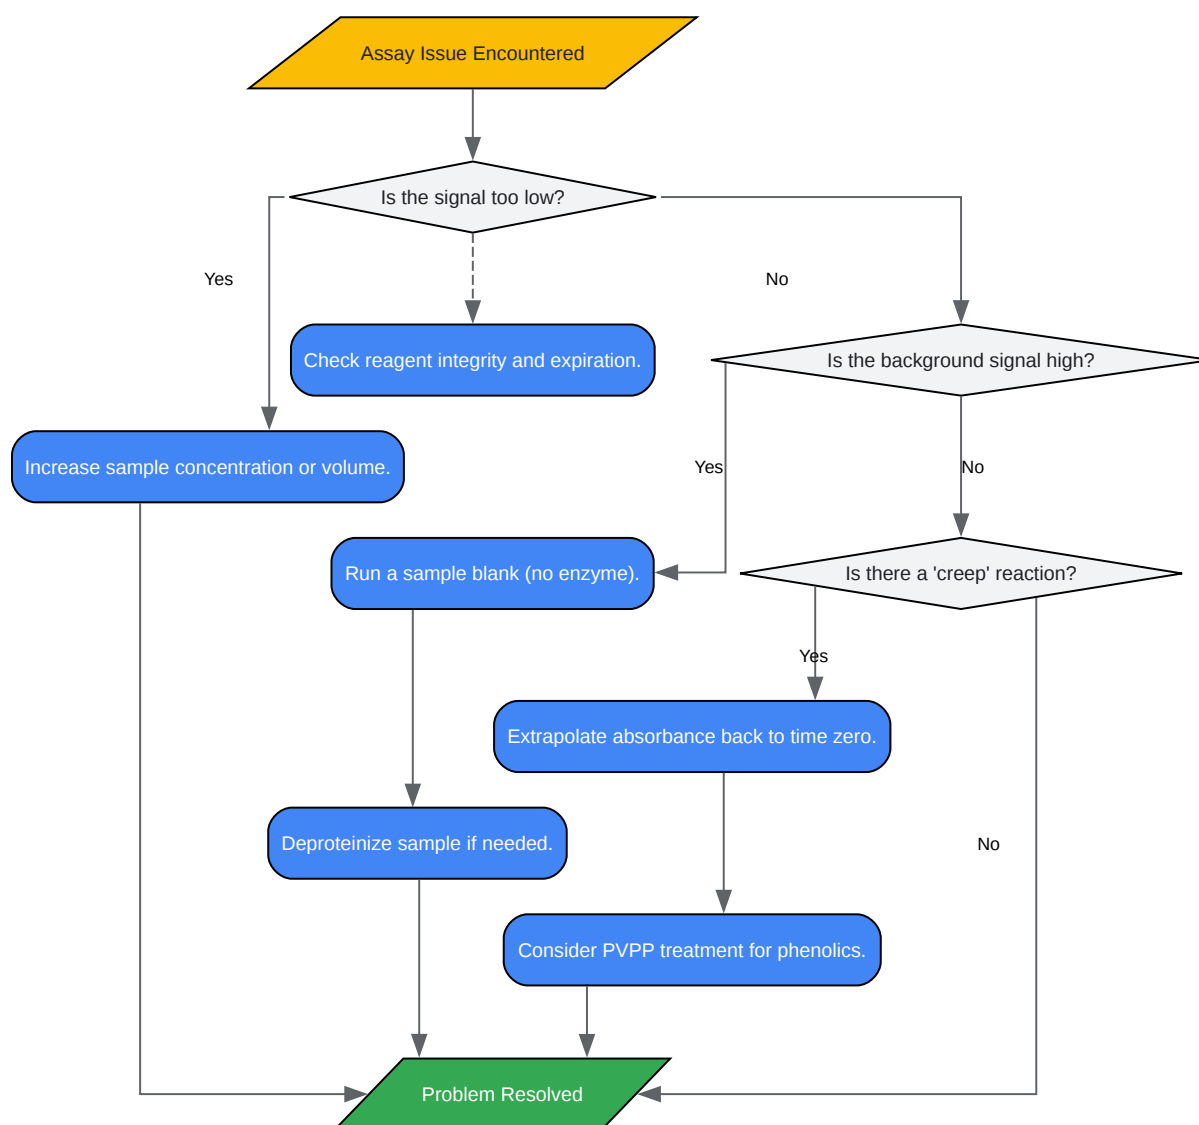 Assay Issue Encountered
Is the signal too low?
Yes
No
Check reagent integrity and expiration.
Is the background signal high?
Increase sample concentration or volume.
Yes
No
Run a sample blank (no enzyme).
Is there a 'creep' reaction?
Yes
Extrapolate absorbance back to time zero.
Deproteinize sample if needed.
No
Consider PVPP treatment for phenolics.
Problem Resolved